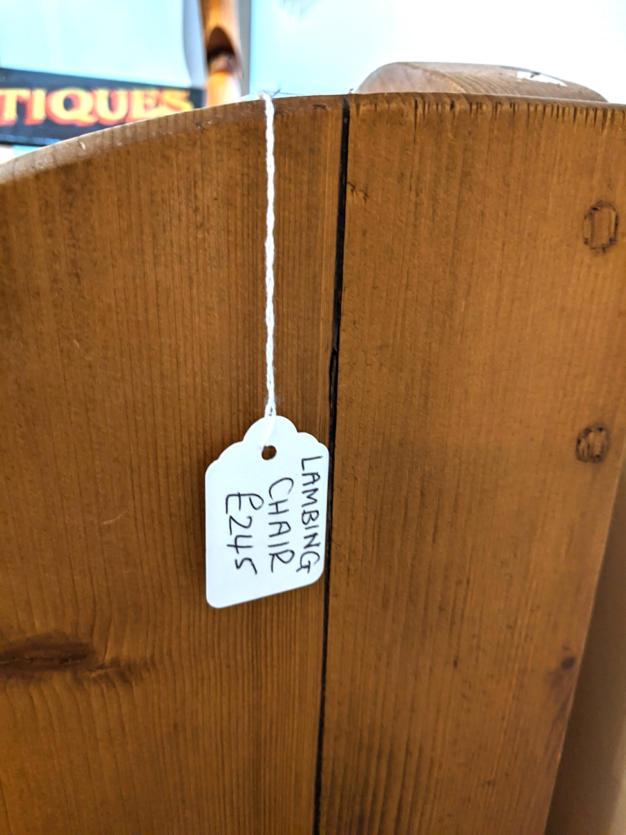 TIQUES
LAMBING
CHAIR
£245